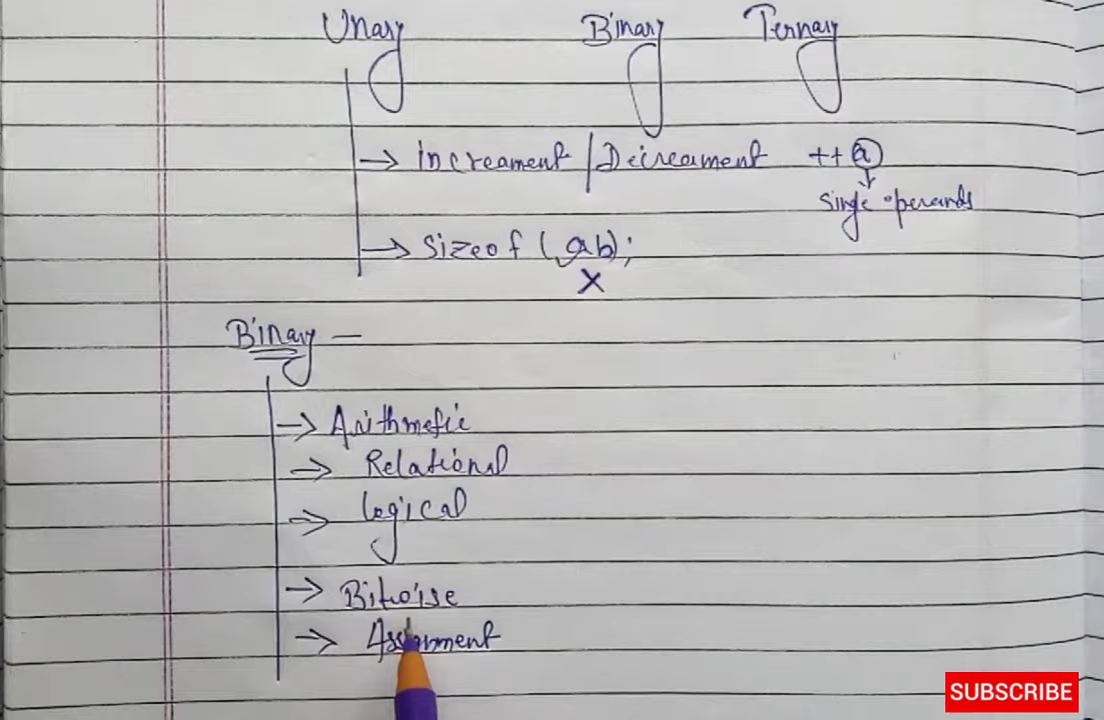 Unary Binary Ternary
→ increament / Decreament ++a
single operands
→ Sizeof (ab);
X
Binary —
→ Arithmetic
→ Relational
→ logical
→ Bitwise
→ Assignment
SUBSCRIBE